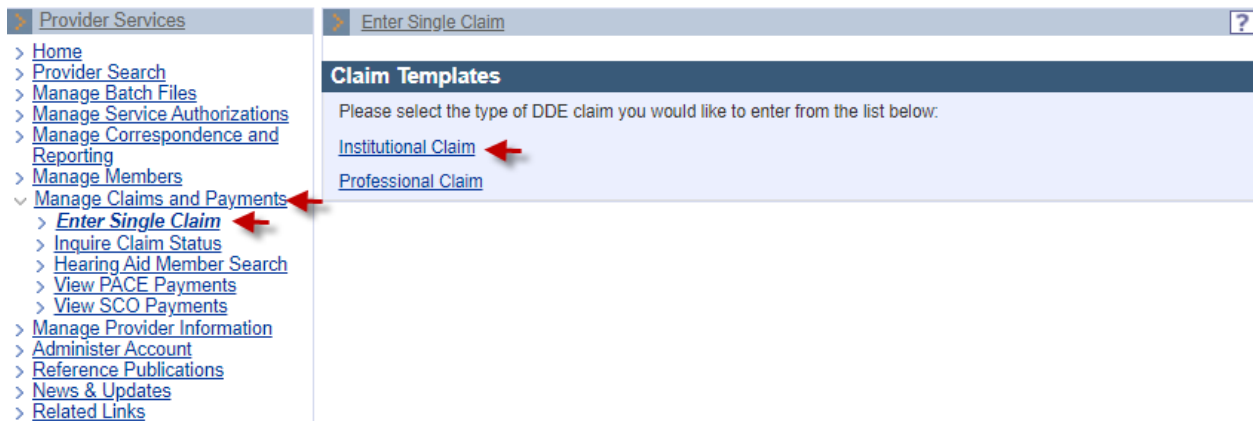 Provider Services
Home
Provider Search
Manage Batch Files
Manage Service Authorizations
Manage Correspondence and
Reporting
Manage Members
Manage Claims and Payments
Enter Single Claim
Inquire Claim Status
Hearing Aid Member Search
View PACE Payments
View SCO Payments
Manage Provider Information
Administer Account
Reference Publications
News & Updates
Related Links
Enter Single Claim
?
Claim Templates
Please select the type of DDE claim you would like to enter from the list below:
Institutional Claim
Professional Claim